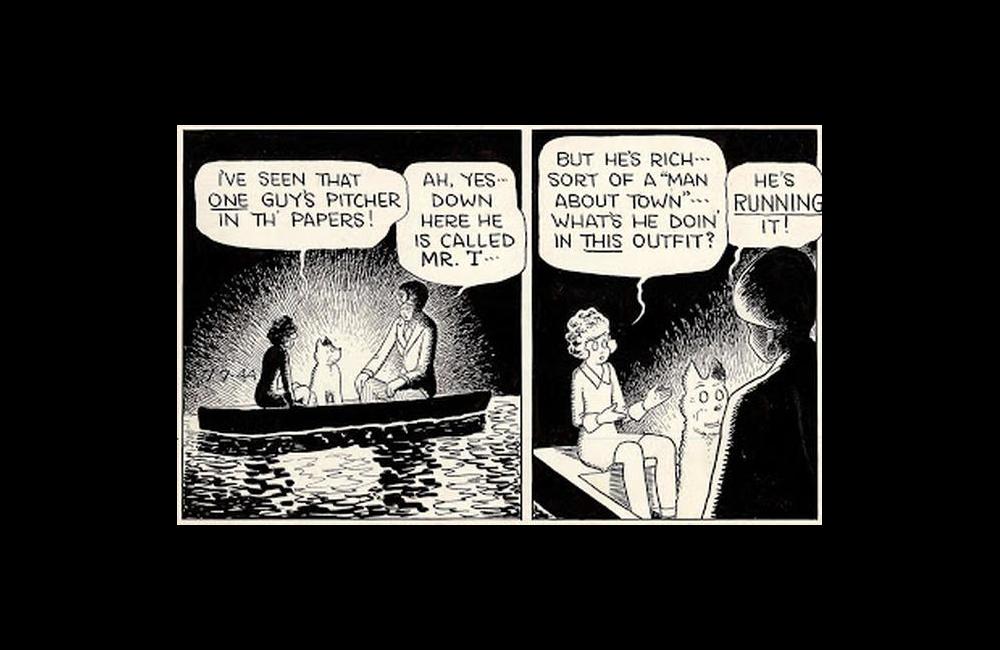 I'VE SEEN THAT
ONE GUY'S PITCHER
IN TH' PAPERS!
AH, YES...
DOWN
HERE HE
IS CALLED
MR. I...
BUT HE'S RICH...
SORT OF A "MAN
ABOUT TOWN"...
WHAT'S HE DOIN'
IN THIS OUTFIT?
HE'S
RUNNING
IT!